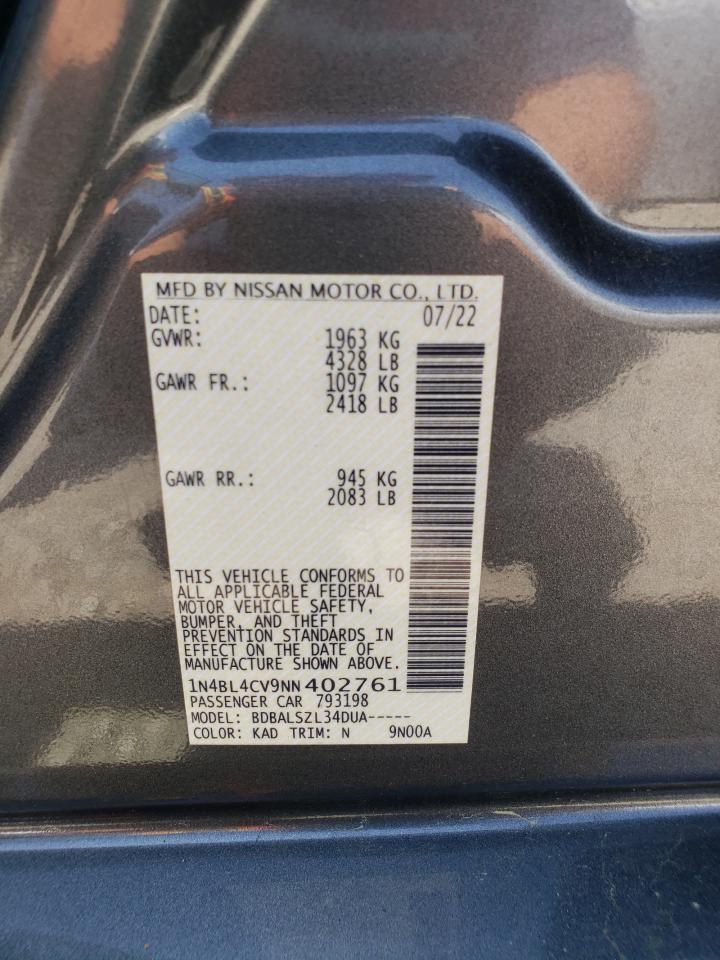 MFD BY NISSAN MOTOR CO., LTD.
DATE: 07/22
GVWR: 1963 KG
4328 LB
GAWR FR.: 1097 KG
2418 LB
GAWR RR.: 945 KG
2083 LB
THIS VEHICLE CONFORMS TO
ALL APPLICABLE FEDERAL
MOTOR VEHICLE SAFETY,
BUMPER, AND THEFT
PREVENTION STANDARDS IN
EFFECT ON THE DATE OF
MANUFACTURE SHOWN ABOVE.
1N4BL4CV9NN402761
PASSENGER CAR 793198
MODEL: BDBALSZL34DUA-----
COLOR: KAD TRIM: N 9N00A